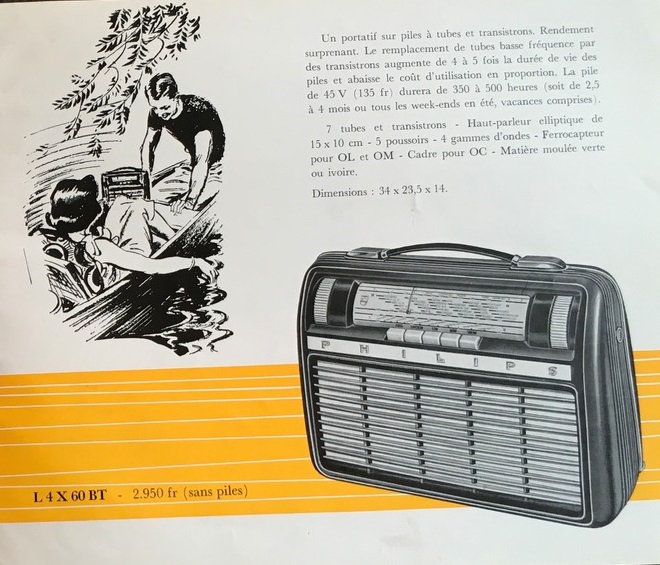 Un portatif sur piles à tubes et transistrons. Rendement
surprenant. Le remplacement de tubes basse fréquence par
des transistrons augmente de 4 à 5 fois la durée de vie des
piles et abaisse le coût d'utilisation en proportion. La pile
de 45 V (135 fr) durera de 350 à 500 heures (soit de 2,5
à 4 mois ou tous les week-ends en été, vacances comprises).
7 tubes et transistrons - Haut-parleur elliptique de
15 x 10 cm - 5 poussoirs - 4 gammes d'ondes - Ferrocapteur
pour OL et OM - Cadre pour OC - Matière moulée verte
ou ivoire.
Dimensions : 34 x 23,5 x 14.
PHILIPS
L 4 X 60 BT - 2.950 fr (sans piles)